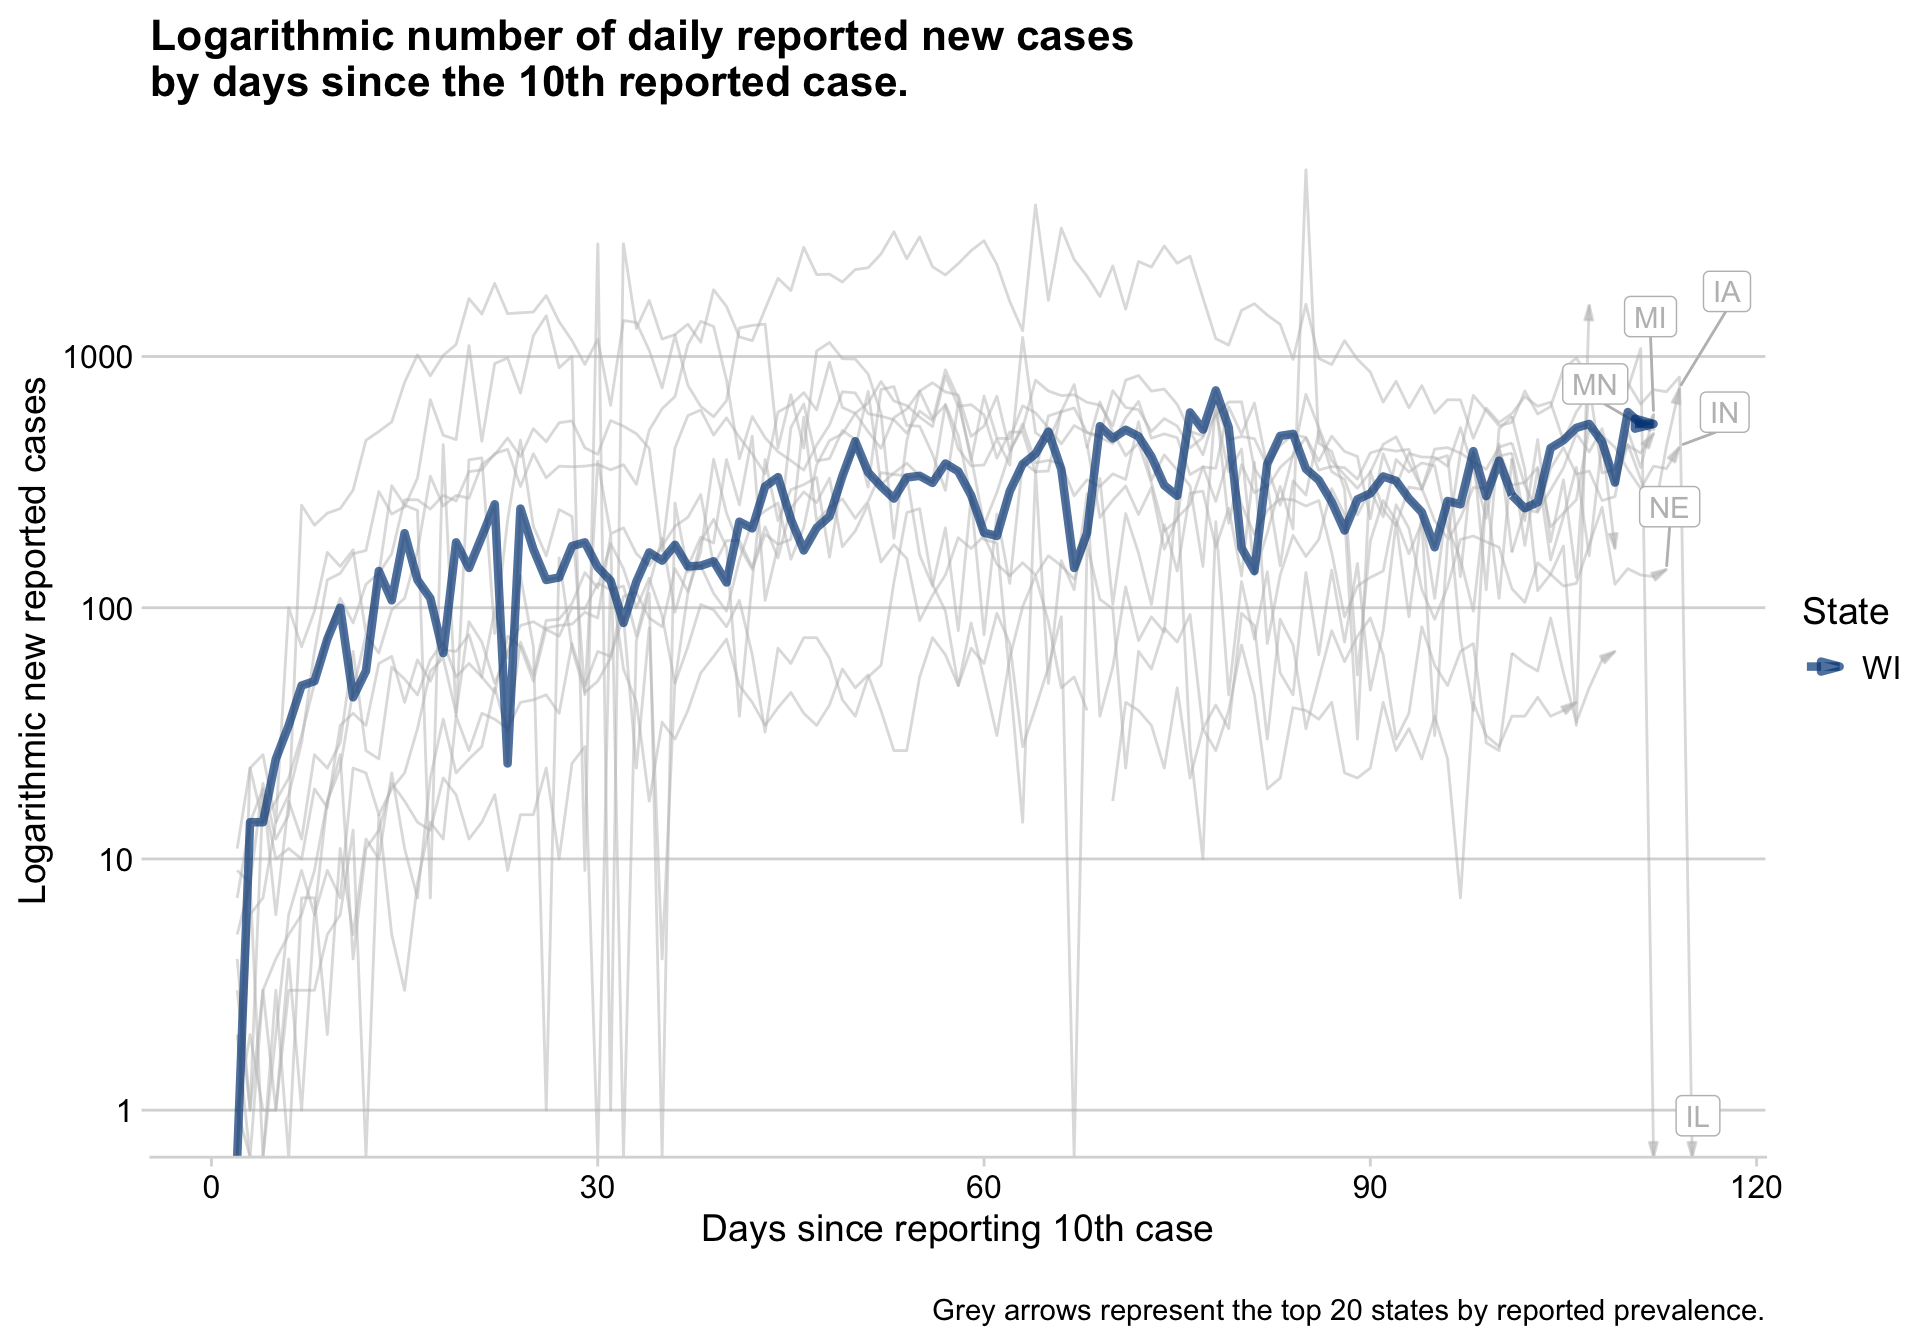 Logarithmic number of daily reported new cases
by days since the 10th reported case.
Logarithmic new reported cases
1000
100
10
1
IA
MI
MN
IN
NE
IL
State
WI
0
30
60
90
120
Days since reporting 10th case
Grey arrows represent the top 20 states by reported prevalence.